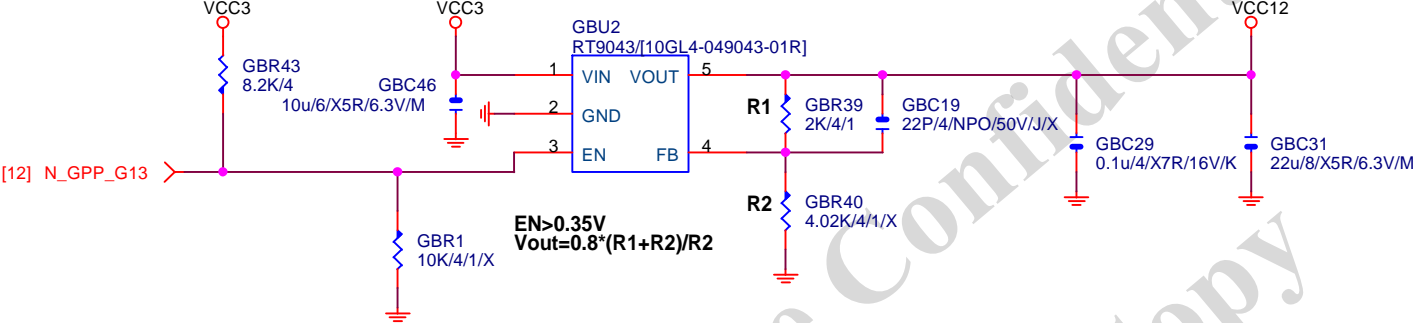 VCC3
VCC3
VCC12
GBU2
RT9043/[10GL4-049043-01R]
GBR43
8.2K/4
GBC46
10u/6/X5R/6.3V/M
1
VIN
VOUT
5
2
GND
3
EN
FB
4
R1
GBR39
2K/4/1
GBC19
22P/4/NPO/50V/J/X
GBC29
0.1u/4/X7R/16V/K
GBC31
22u/8/X5R/6.3V/M
[12] N_GPP_G13
R2
GBR40
4.02K/4/1/X
EN>0.35V
Vout=0.8*(R1+R2)/R2
GBR1
10K/4/1/X